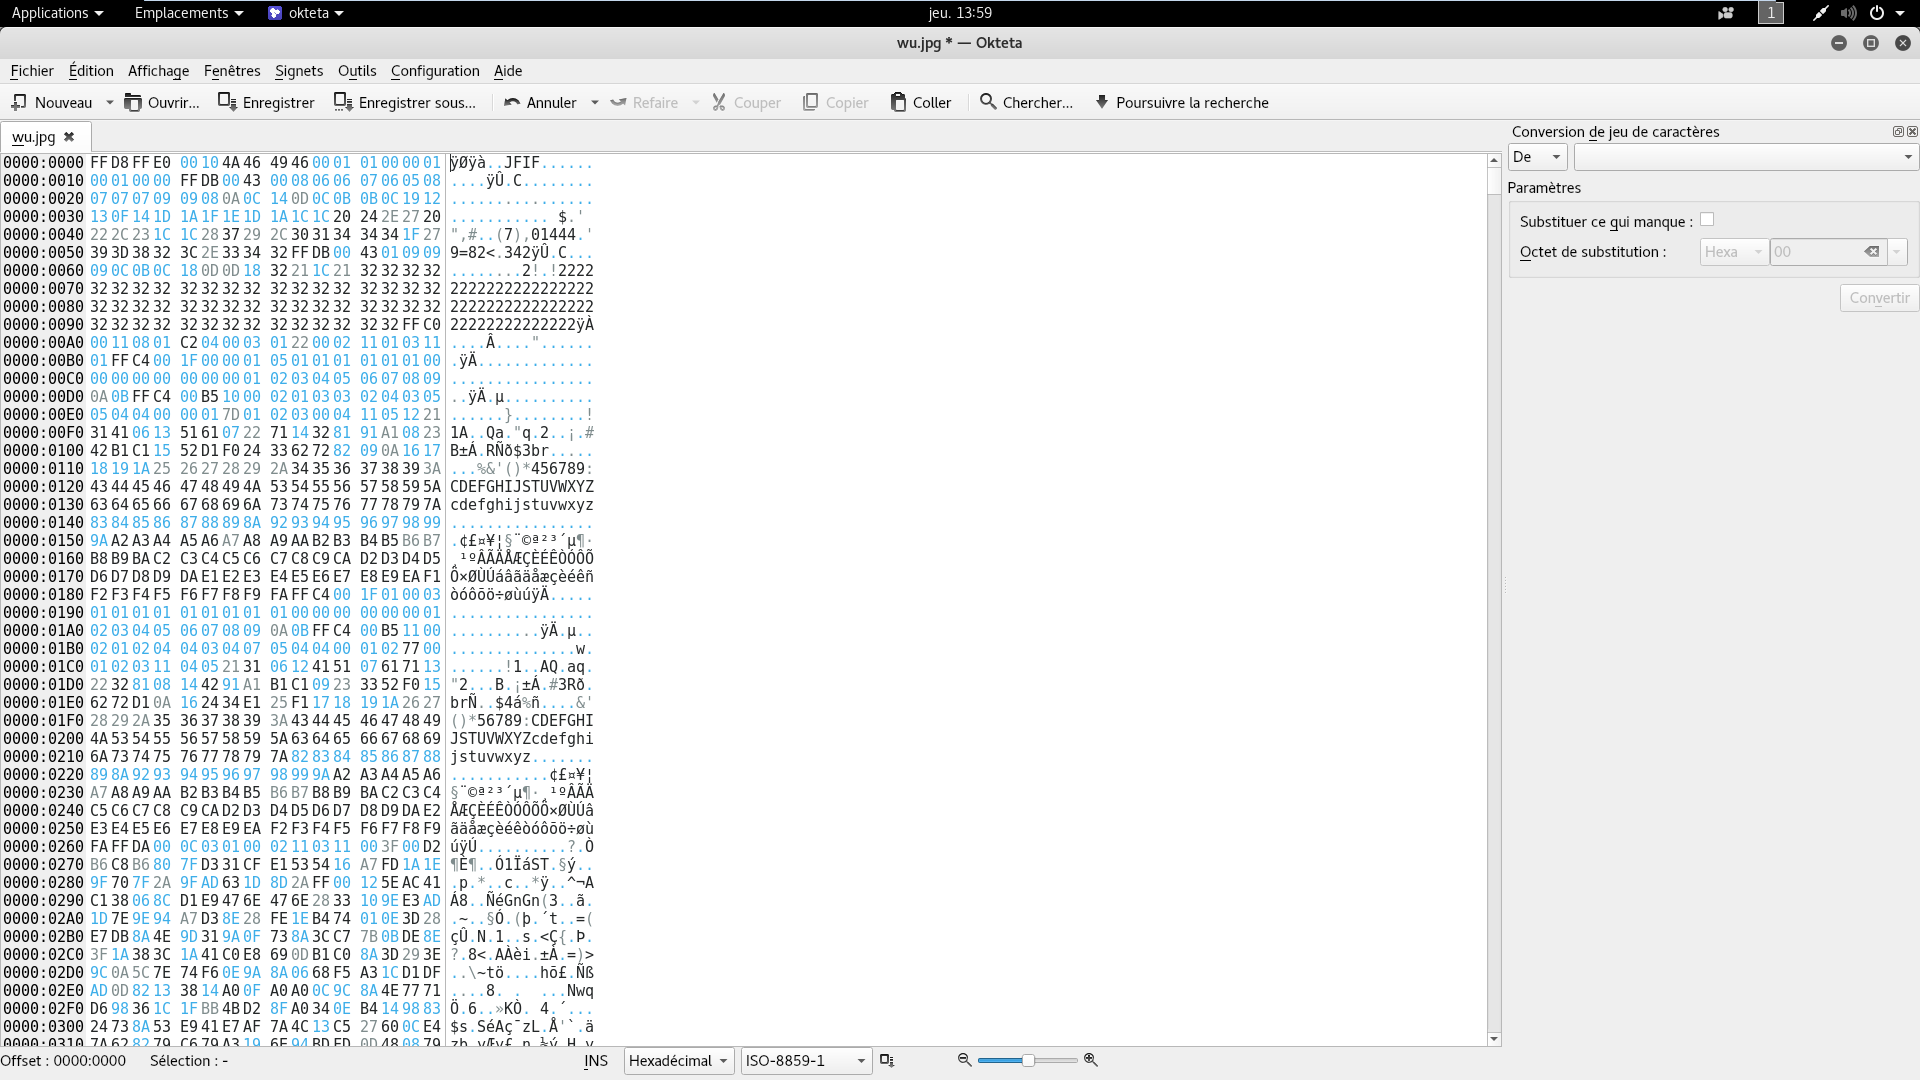 Applications Emplacements okteta jeu. 13:59 1
wu.jpg * — Okteta
Fichier Édition Affichage Fenêtres Signets Outils Configuration Aide
Nouveau Ouvrir... Enregistrer Enregistrer sous... Annuler Refaire Couper Copier Coller Chercher... Poursuivre la recherche
wu.jpg
Conversion de jeu de caractères
De
Paramètres
Substituer ce qui manque :
Octet de substitution : Hexa 00
Convertir
0000:0000 FF D8 FF E0 00 10 4A 46 49 46 00 01 01 00 00 01 ÿØÿà..JFIF......
0000:0010 00 01 00 00 FF DB 00 43 00 08 06 06 07 06 05 08 ....ÿÛ.C........
0000:0020 07 07 07 09 09 08 0A 0C 14 0D 0C 0B 0B 0C 19 12 ................
0000:0030 13 0F 14 1D 1A 1F 1E 1D 1A 1C 1C 20 24 2E 27 20 ........... $.'
0000:0040 22 2C 23 1C 1C 28 37 29 2C 30 31 34 34 34 1F 27 ",#..(7),01444.'
0000:0050 39 3D 38 32 3C 2E 33 34 32 FF DB 00 43 01 09 09 9=82<.342ÿÛ.C...
0000:0060 09 0C 0B 0C 18 0D 0D 18 32 21 1C 21 32 32 32 32 ........2!.!2222
0000:0070 32 32 32 32 32 32 32 32 32 32 32 32 32 32 32 32 2222222222222222
0000:0080 32 32 32 32 32 32 32 32 32 32 32 32 32 32 32 32 2222222222222222
0000:0090 32 32 32 32 32 32 32 32 32 32 32 32 32 32 FF C0 22222222222222ÿÀ
0000:00A0 00 11 08 01 C2 04 00 03 01 22 00 02 11 01 03 11 ....Â...."......
0000:00B0 01 FF C4 00 1F 00 00 01 05 01 01 01 01 01 01 00 .ÿÄ.............
0000:00C0 00 00 00 00 00 00 00 01 02 03 04 05 06 07 08 09 ................
0000:00D0 0A 0B FF C4 00 B5 10 00 02 01 03 03 02 04 03 05 ..ÿÄ.µ..........
0000:00E0 05 04 04 00 00 01 7D 01 02 03 00 04 11 05 12 21 ......}........!
0000:00F0 31 41 06 13 51 61 07 22 71 14 32 81 91 A1 08 23 1A..Qa."q.2..¡.#
0000:0100 42 B1 C1 15 52 D1 F0 24 33 62 72 82 09 0A 16 17 B±Á.RÑð$3br.....
0000:0110 18 19 1A 25 26 27 28 29 2A 34 35 36 37 38 39 3A ...%&'()*456789:
0000:0120 43 44 45 46 47 48 49 4A 53 54 55 56 57 58 59 5A CDEFGHIJSTUVWXYZ
0000:0130 63 64 65 66 67 68 69 6A 73 74 75 76 77 78 79 7A cdefghijstuvwxyz
0000:0140 83 84 85 86 87 88 89 8A 92 93 94 95 96 97 98 99 ................
0000:0150 9A A2 A3 A4 A5 A6 A7 A8 A9 AA B2 B3 B4 B5 B6 B7 .¢£¤¥¦§¨©ª²³´µ¶·
0000:0160 B8 B9 BA C2 C3 C4 C5 C6 C7 C8 C9 CA D2 D3 D4 D5 ¸¹ºÂÃÄÅÆÇÈÉÊÒÓÔÕ
0000:0170 D6 D7 D8 D9 DA E1 E2 E3 E4 E5 E6 E7 E8 E9 EA F1 Ö×ØÙÚáâãäåæçèéêñ
0000:0180 F2 F3 F4 F5 F6 F7 F8 F9 FA FF C4 00 1F 01 00 03 òóôõö÷øùúÿÄ.....
0000:0190 01 01 01 01 01 01 01 01 01 00 00 00 00 00 00 01 ................
0000:01A0 02 03 04 05 06 07 08 09 0A 0B FF C4 00 B5 11 00 ..........ÿÄ.µ..
0000:01B0 02 01 02 04 04 03 04 07 05 04 04 00 01 02 77 00 ..............w.
0000:01C0 01 02 03 11 04 05 21 31 06 12 41 51 07 61 71 13 ......!1..AQ.aq.
0000:01D0 22 32 81 08 14 42 91 A1 B1 C1 09 23 33 52 F0 15 "2...B.¡±Á.#3Rð.
0000:01E0 62 72 D1 0A 16 24 34 E1 25 F1 17 18 19 1A 26 27 brÑ..$4á%ñ....&'
0000:01F0 28 29 2A 35 36 37 38 39 3A 43 44 45 46 47 48 49 ()*56789:CDEFGHI
0000:0200 4A 53 54 55 56 57 58 59 5A 63 64 65 66 67 68 69 JSTUVWXYZcdefghi
0000:0210 6A 73 74 75 76 77 78 79 7A 82 83 84 85 86 87 88 jstuvwxyz.......
0000:0220 89 8A 92 93 94 95 96 97 98 99 9A A2 A3 A4 A5 A6 ...........¢£¤¥¦
0000:0230 A7 A8 A9 AA B2 B3 B4 B5 B6 B7 B8 B9 BA C2 C3 C4 §¨©ª²³´µ¶·¸¹ºÂÃÄ
0000:0240 C5 C6 C7 C8 C9 CA D2 D3 D4 D5 D6 D7 D8 D9 DA E2 ÅÆÇÈÉÊÒÓÔÕÖ×ØÙÚâ
0000:0250 E3 E4 E5 E6 E7 E8 E9 EA F2 F3 F4 F5 F6 F7 F8 F9 ãäåæçèéêòóôõö÷øù
0000:0260 FA FF DA 00 0C 03 01 00 02 11 03 11 00 3F 00 D2 úÿÚ..........?.Ò
0000:0270 B6 C8 B6 80 7F D3 31 CF E1 53 54 16 A7 FD 1A 1E ¶È¶..Ó1ÏáST.§ý..
0000:0280 9F 70 7F 2A 9F AD 63 1D 8D 2A FF 00 12 5E AC 41 .p.*..c..*ÿ..^¬A
0000:0290 C1 38 06 8C D1 E9 47 6E 47 6E 28 33 10 9E E3 AD Á8..ÑéGnGn(3..ã.
0000:02A0 1D 7E 9E 94 A7 D3 8E 28 FE 1E B4 74 01 0E 3D 28 .~..§Ó.(þ.´t..=(
0000:02B0 E7 DB 8A 4E 9D 31 9A 0F 73 8A 3C C7 7B 0B DE 8E çÛ.N.1..s.<Ç{.Þ.
0000:02C0 3F 1A 38 3C 1A 41 C0 E8 69 0D B1 C0 8A 3D 29 3E ?.8<.AÀèi.±À.=)>
0000:02D0 9C 0A 5C 7E 74 F6 0E 9A 8A 06 68 F5 A3 1C D1 DF ..\~tö....hõ£.Ñß
0000:02E0 AD 0D 82 13 38 14 A0 0F A0 A0 0C 9C 8A 4E 77 71 ....8. .  ...Nwq
0000:02F0 D6 98 36 1C 1F BB 4B D2 8F A0 34 0E B4 14 98 83 Ö.6..»KÒ. 4.´...
0000:0300 24 73 8A 53 E9 41 E7 AF 7A 4C 13 C5 27 60 0C E4 $s.SéAç¯zL.Å'`.ä
Offset : 0000:0000 Sélection : - INS Hexadécimal ISO-8859-1